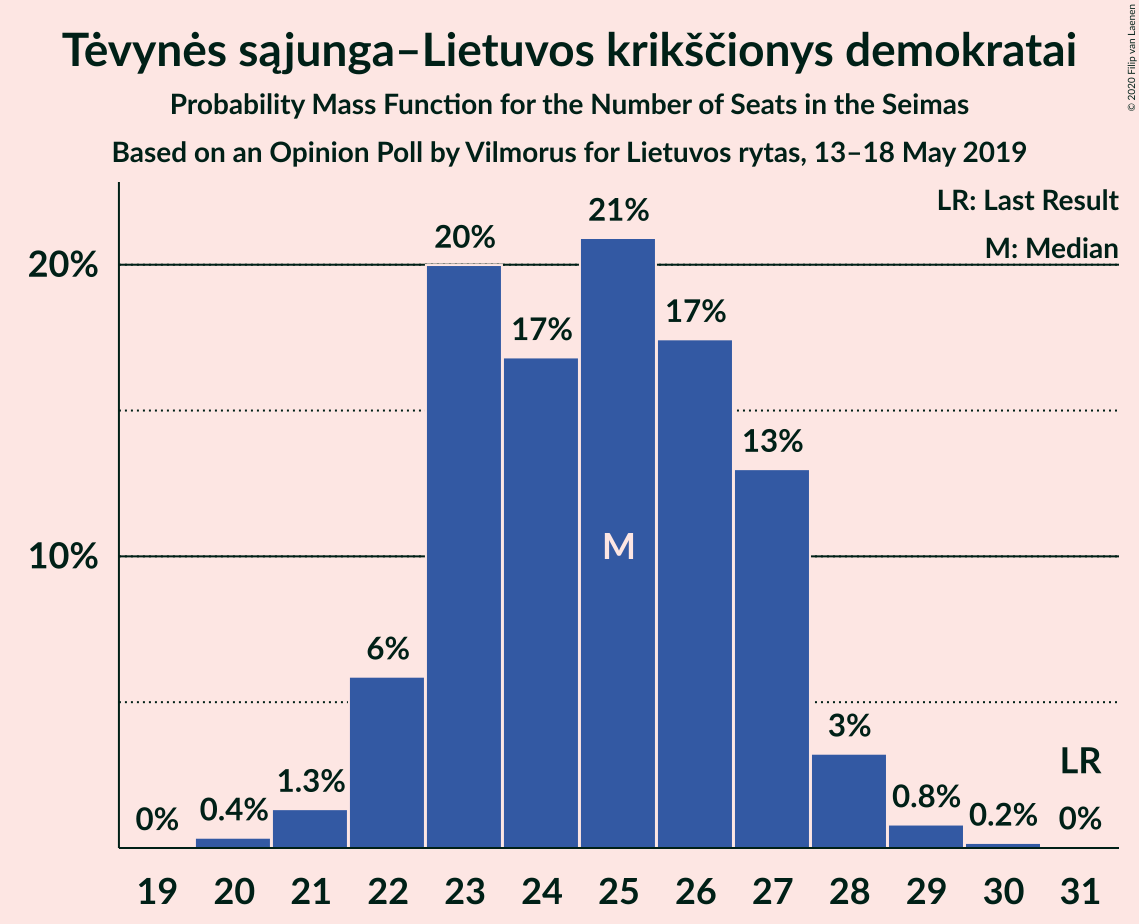 Tėvynės sąjunga–Lietuvos krikščionys demokratai
Probability Mass Function for the Number of Seats in the Seimas
Based on an Opinion Poll by Vilmorus for Lietuvos rytas, 13–18 May 2019
© 2020 Filip van Laenen
LR: Last Result
M: Median
20%
10%
0%
0.4%
1.3%
6%
20%
17%
21%
17%
13%
3%
0.8%
0.2%
0%
LR
M
19 20 21 22 23 24 25 26 27 28 29 30 31